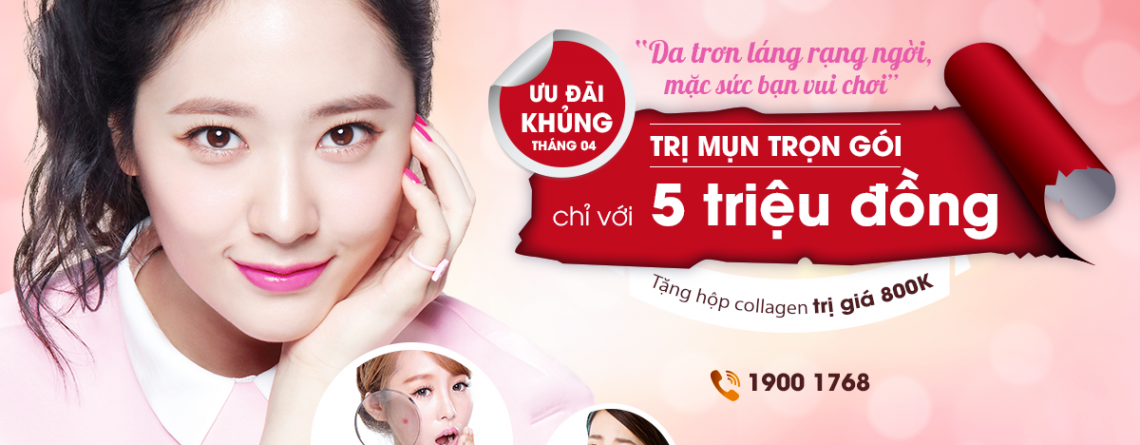 "Da trơn láng rạng ngời,
mặc sức bạn vui chơi"
ƯU ĐÃI
KHỦNG
THÁNG 04
TRỊ MỤN TRỌN GÓI
chỉ với 5 triệu đồng
Tặng hộp collagen trị giá 800K
1900 1768